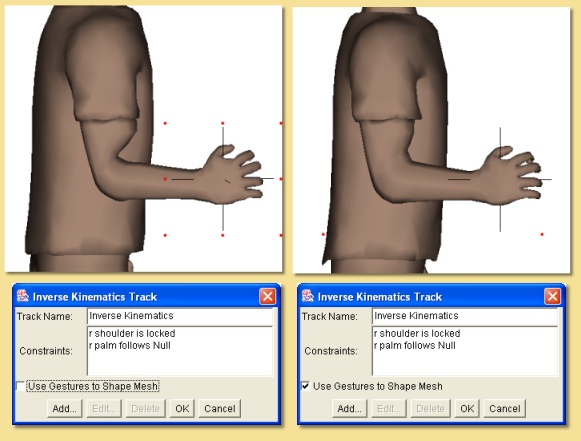 Inverse Kinematics Track
Track Name: Inverse Kinematics
Constraints:
r shoulder is locked
r palm follows Null
Use Gestures to Shape Mesh
Add... Edit... Delete OK Cancel
Inverse Kinematics Track
Track Name: Inverse Kinematics
Constraints:
r shoulder is locked
r palm follows Null
Use Gestures to Shape Mesh
Add... Edit... Delete OK Cancel